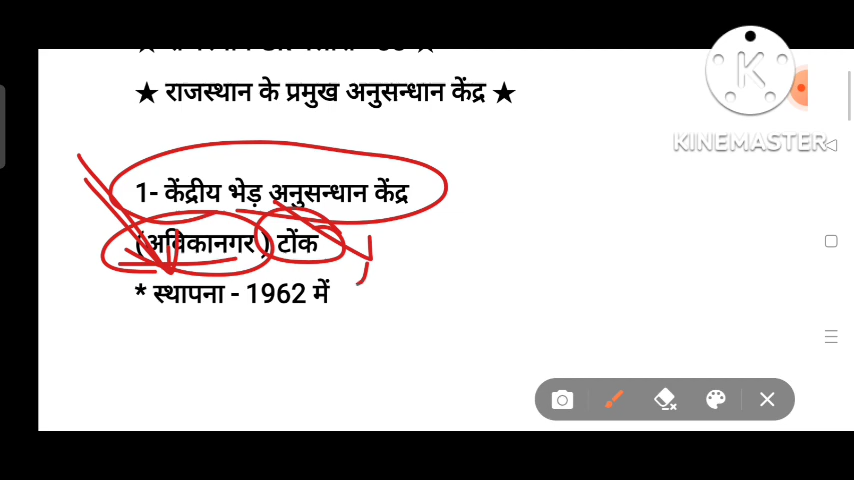 ★ राजस्थान के प्रमुख अनुसन्धान केंद्र ★
KINEMASTER
1- केंद्रीय भेड़ अनुसन्धान केंद्र
(अविकानगर ) टोंक
* स्थापना - 1962 में